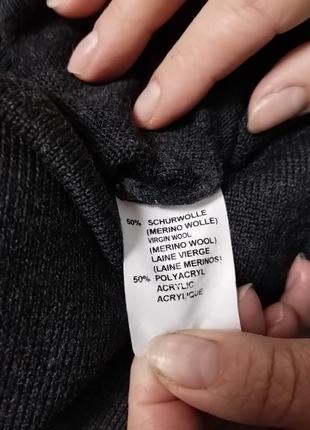 50% SCHURWOLLE
(MERINO WOLLE)
VIRGIN WOOL
(MERINO WOOL)
LAINE VIERGE
(LAINE MERINOS)
50% POLYACRYL
ACRYLIC
ACRYLIQUE